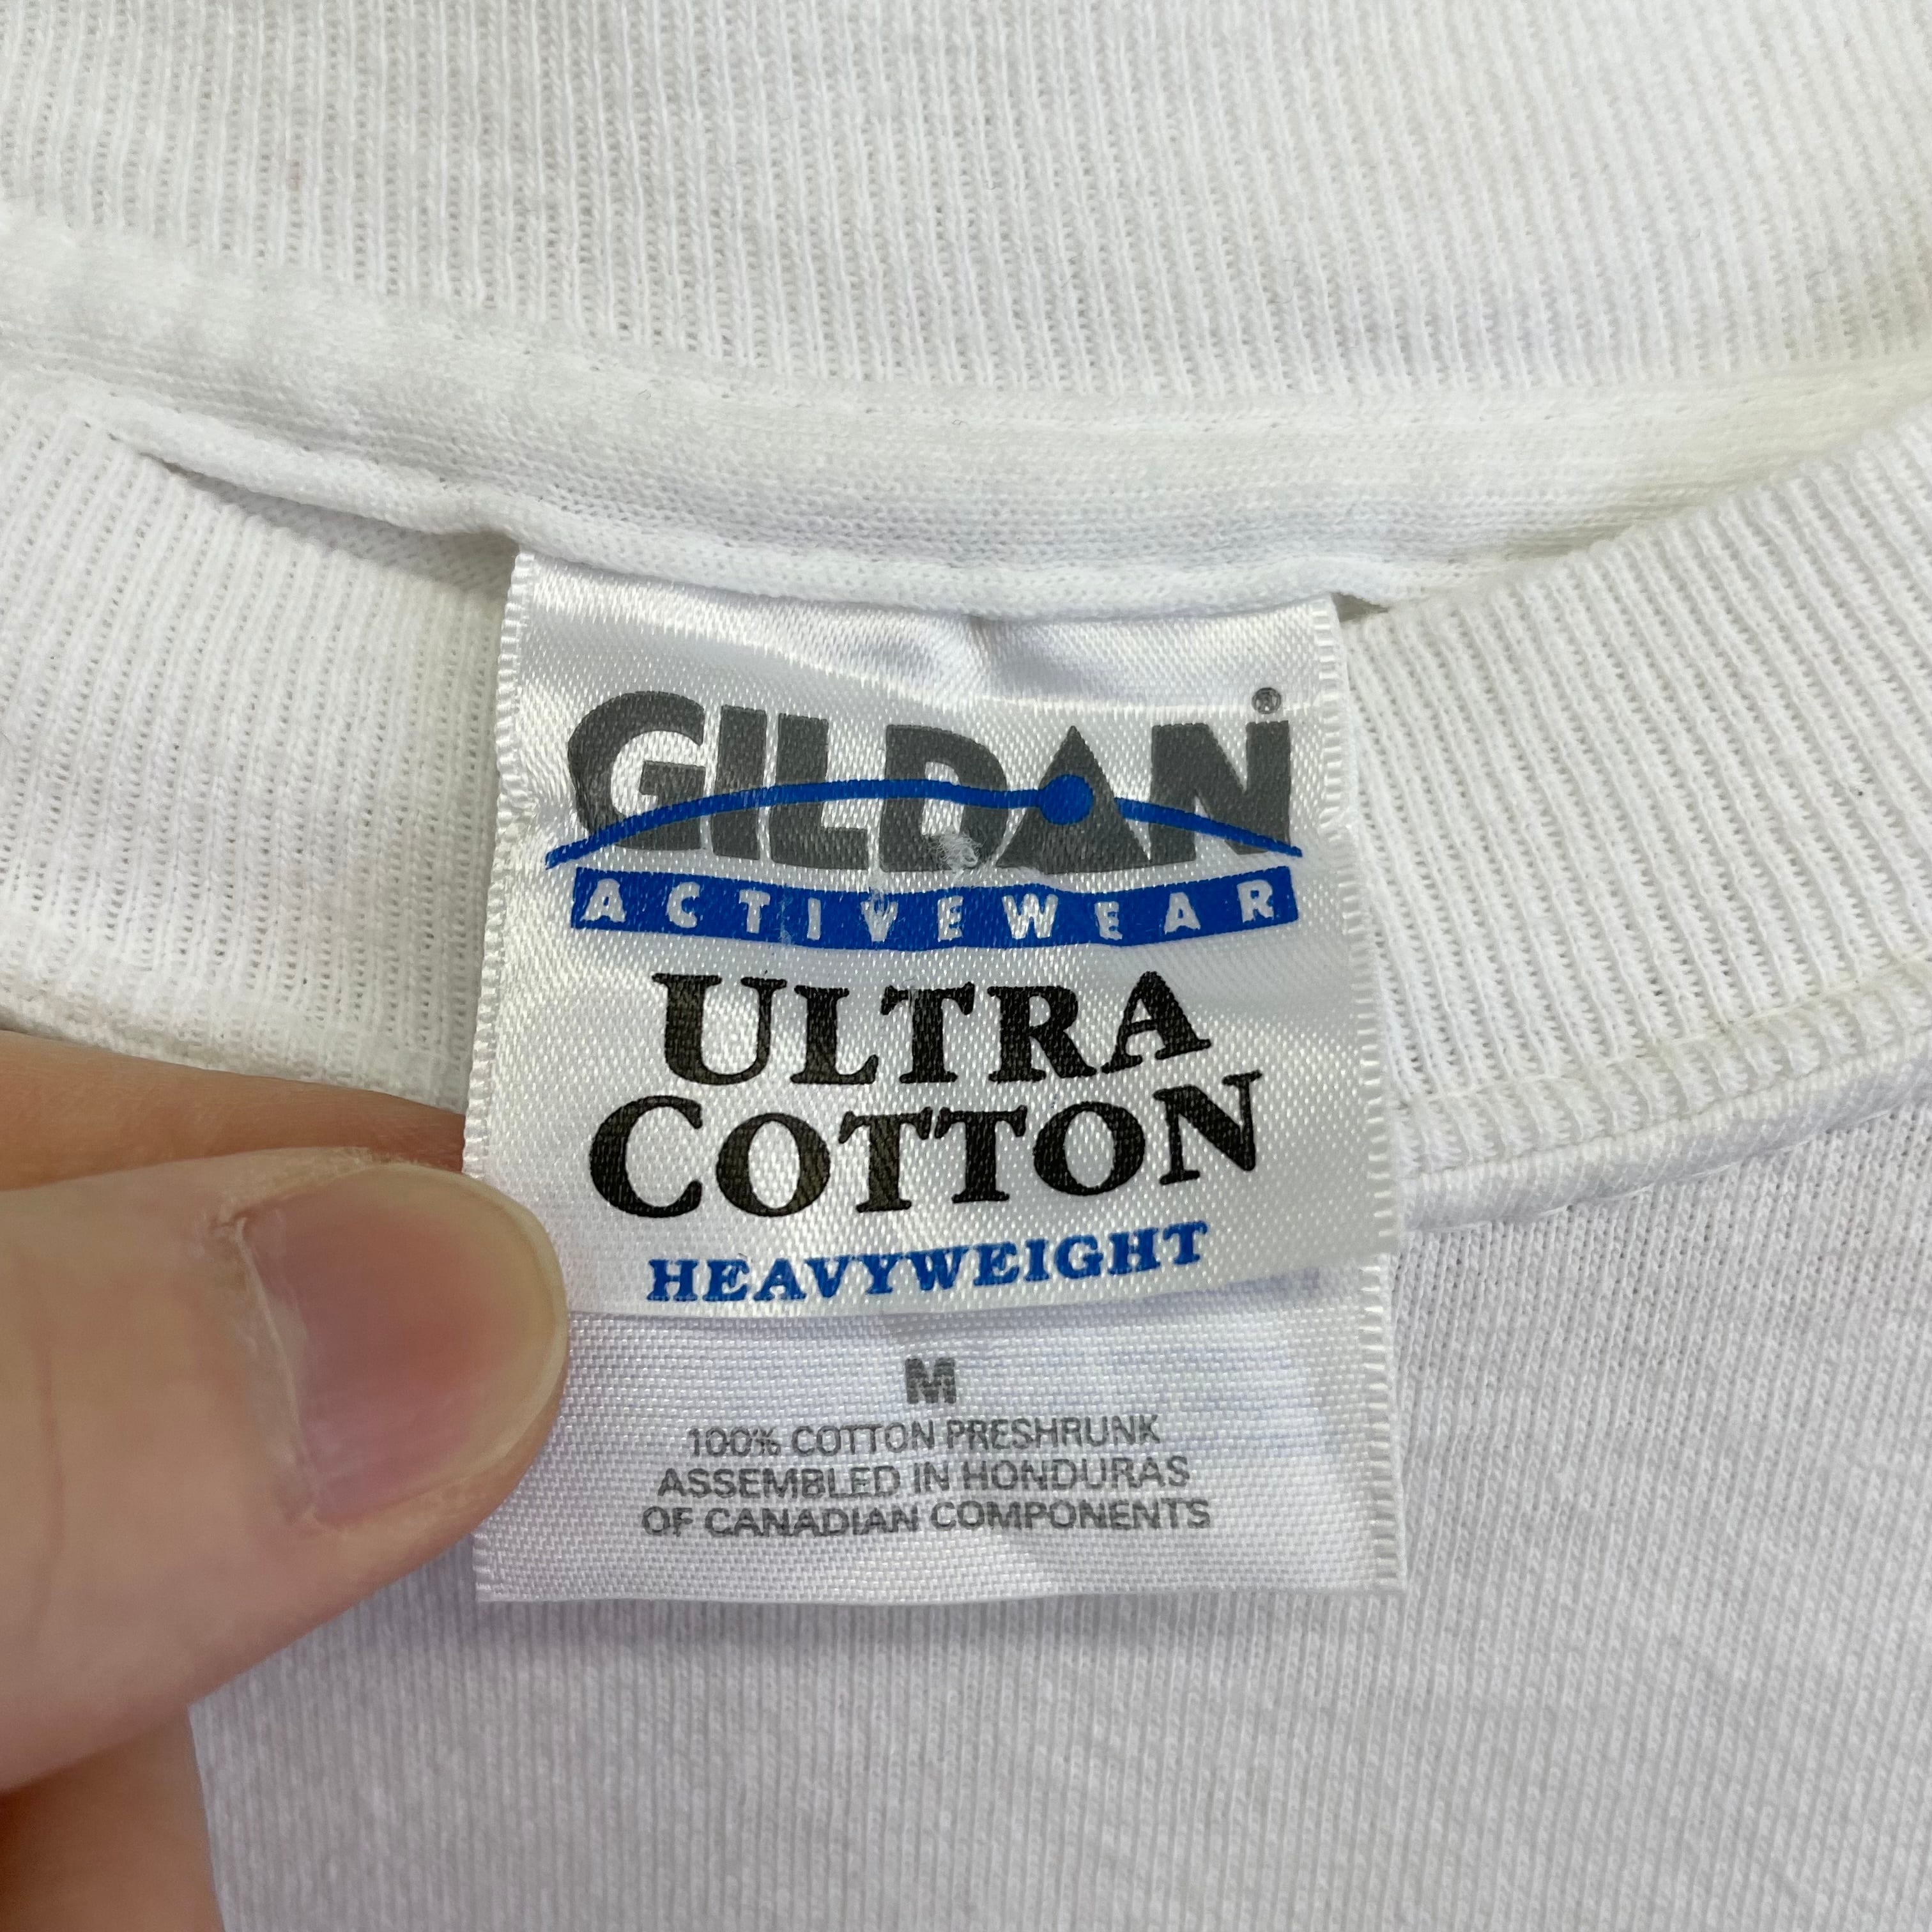 GILDAN®
ACTIVEWEAR
ULTRA
COTTON
HEAVYWEIGHT
M
100% COTTON PRESHRUNK
ASSEMBLED IN HONDURAS
OF CANADIAN COMPONENTS